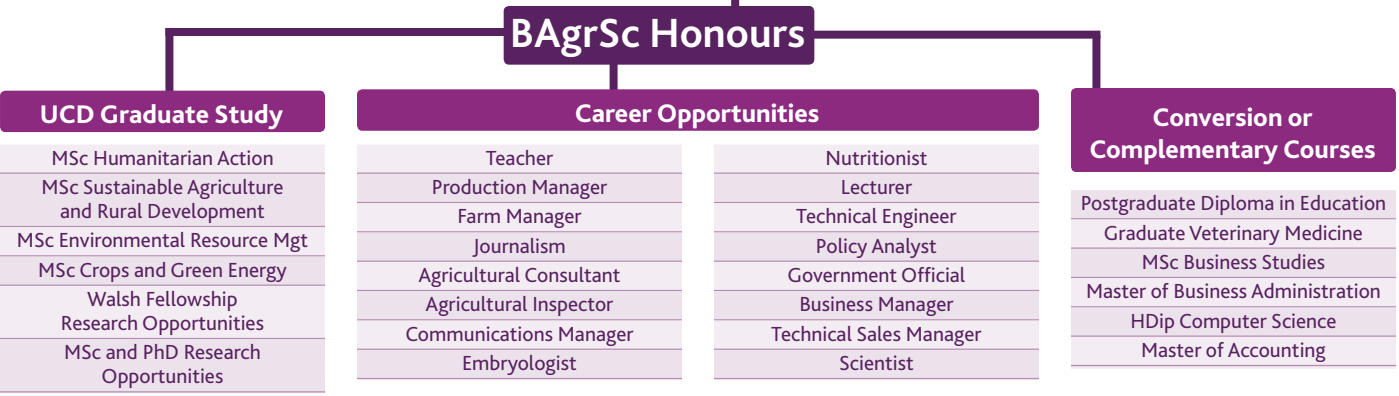 BAgrSc Honours
UCD Graduate Study
MSc Humanitarian Action
MSc Sustainable Agriculture
and Rural Development
MSc Environmental Resource Mgt
MSc Crops and Green Energy
Walsh Fellowship
Research Opportunities
MSc and PhD Research
Opportunities
Career Opportunities
Teacher
Production Manager
Farm Manager
Journalism
Agricultural Consultant
Agricultural Inspector
Communications Manager
Embryologist
Nutritionist
Lecturer
Technical Engineer
Policy Analyst
Government Official
Business Manager
Technical Sales Manager
Scientist
Conversion or
Complementary Courses
Postgraduate Diploma in Education
Graduate Veterinary Medicine
MSc Business Studies
Master of Business Administration
HDip Computer Science
Master of Accounting